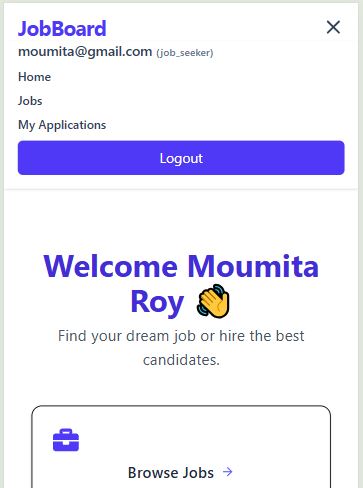 JobBoard
moumita@gmail.com (job_seeker)
Home
Jobs
My Applications
Logout
Welcome Moumita
Roy 👋
Find your dream job or hire the best
candidates.
Browse Jobs →